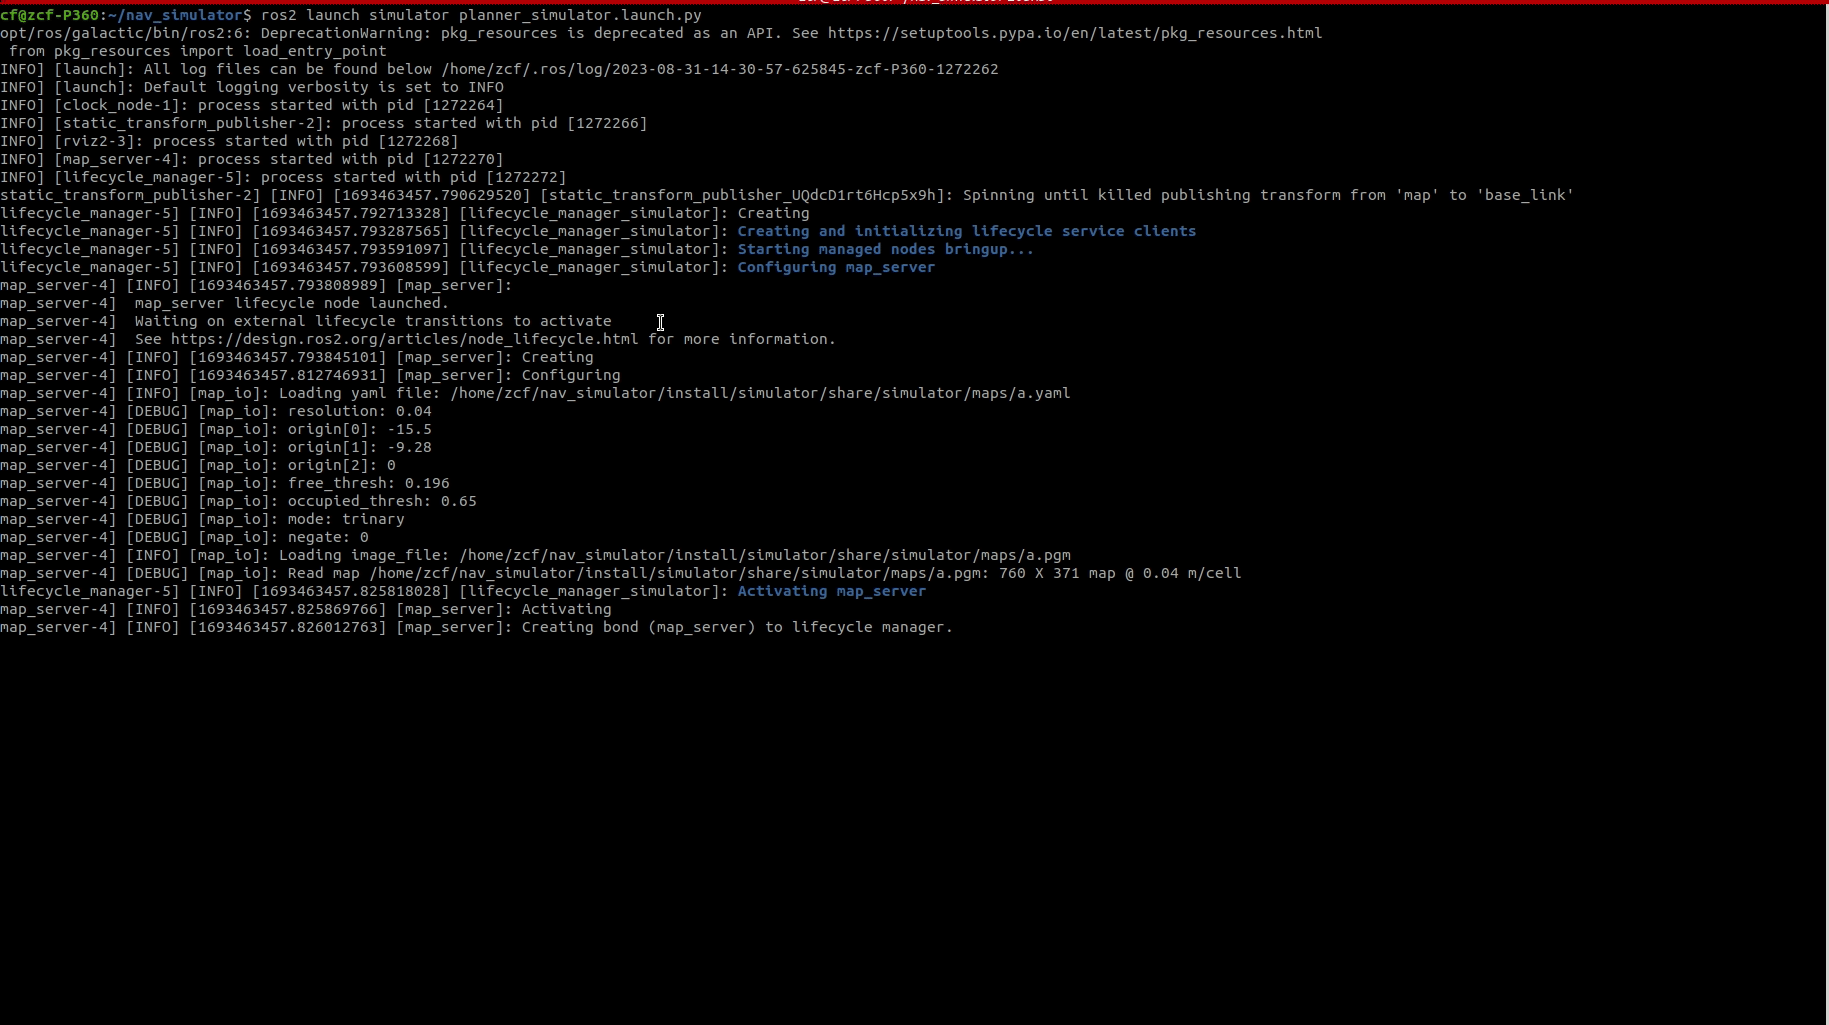 cf@zcf-P360:~/nav_simulator$ ros2 launch simulator planner_simulator.launch.py
opt/ros/galactic/bin/ros2:6: DeprecationWarning: pkg_resources is deprecated as an API. See https://setuptools.pypa.io/en/latest/pkg_resources.html
from pkg_resources import load_entry_point
INFO] [launch]: All log files can be found below /home/zcf/.ros/log/2023-08-31-14-30-57-625845-zcf-P360-1272262
INFO] [launch]: Default logging verbosity is set to INFO
INFO] [clock_node-1]: process started with pid [1272264]
INFO] [static_transform_publisher-2]: process started with pid [1272266]
INFO] [rviz2-3]: process started with pid [1272268]
INFO] [map_server-4]: process started with pid [1272270]
INFO] [lifecycle_manager-5]: process started with pid [1272272]
static_transform_publisher-2] [INFO] [1693463457.790629520] [static_transform_publisher_UQdcD1rt6Hcp5x9h]: Spinning until killed publishing transform from 'map' to 'base_link'
lifecycle_manager-5] [INFO] [1693463457.792713328] [lifecycle_manager_simulator]: Creating
lifecycle_manager-5] [INFO] [1693463457.793287565] [lifecycle_manager_simulator]: Creating and initializing lifecycle service clients
lifecycle_manager-5] [INFO] [1693463457.793591097] [lifecycle_manager_simulator]: Starting managed nodes bringup...
lifecycle_manager-5] [INFO] [1693463457.793608599] [lifecycle_manager_simulator]: Configuring map_server
map_server-4] [INFO] [1693463457.793808989] [map_server]:
map_server-4]  map_server lifecycle node launched.
map_server-4]  Waiting on external lifecycle transitions to activate
map_server-4]  See https://design.ros2.org/articles/node_lifecycle.html for more information.
map_server-4] [INFO] [1693463457.793845101] [map_server]: Creating
map_server-4] [INFO] [1693463457.812746931] [map_server]: Configuring
map_server-4] [INFO] [map_io]: Loading yaml file: /home/zcf/nav_simulator/install/simulator/share/simulator/maps/a.yaml
map_server-4] [DEBUG] [map_io]: resolution: 0.04
map_server-4] [DEBUG] [map_io]: origin[0]: -15.5
map_server-4] [DEBUG] [map_io]: origin[1]: -9.28
map_server-4] [DEBUG] [map_io]: origin[2]: 0
map_server-4] [DEBUG] [map_io]: free_thresh: 0.196
map_server-4] [DEBUG] [map_io]: occupied_thresh: 0.65
map_server-4] [DEBUG] [map_io]: mode: trinary
map_server-4] [DEBUG] [map_io]: negate: 0
map_server-4] [INFO] [map_io]: Loading image_file: /home/zcf/nav_simulator/install/simulator/share/simulator/maps/a.pgm
map_server-4] [DEBUG] [map_io]: Read map /home/zcf/nav_simulator/install/simulator/share/simulator/maps/a.pgm: 760 X 371 map @ 0.04 m/cell
lifecycle_manager-5] [INFO] [1693463457.825818028] [lifecycle_manager_simulator]: Activating map_server
map_server-4] [INFO] [1693463457.825869766] [map_server]: Activating
map_server-4] [INFO] [1693463457.826012763] [map_server]: Creating bond (map_server) to lifecycle manager.